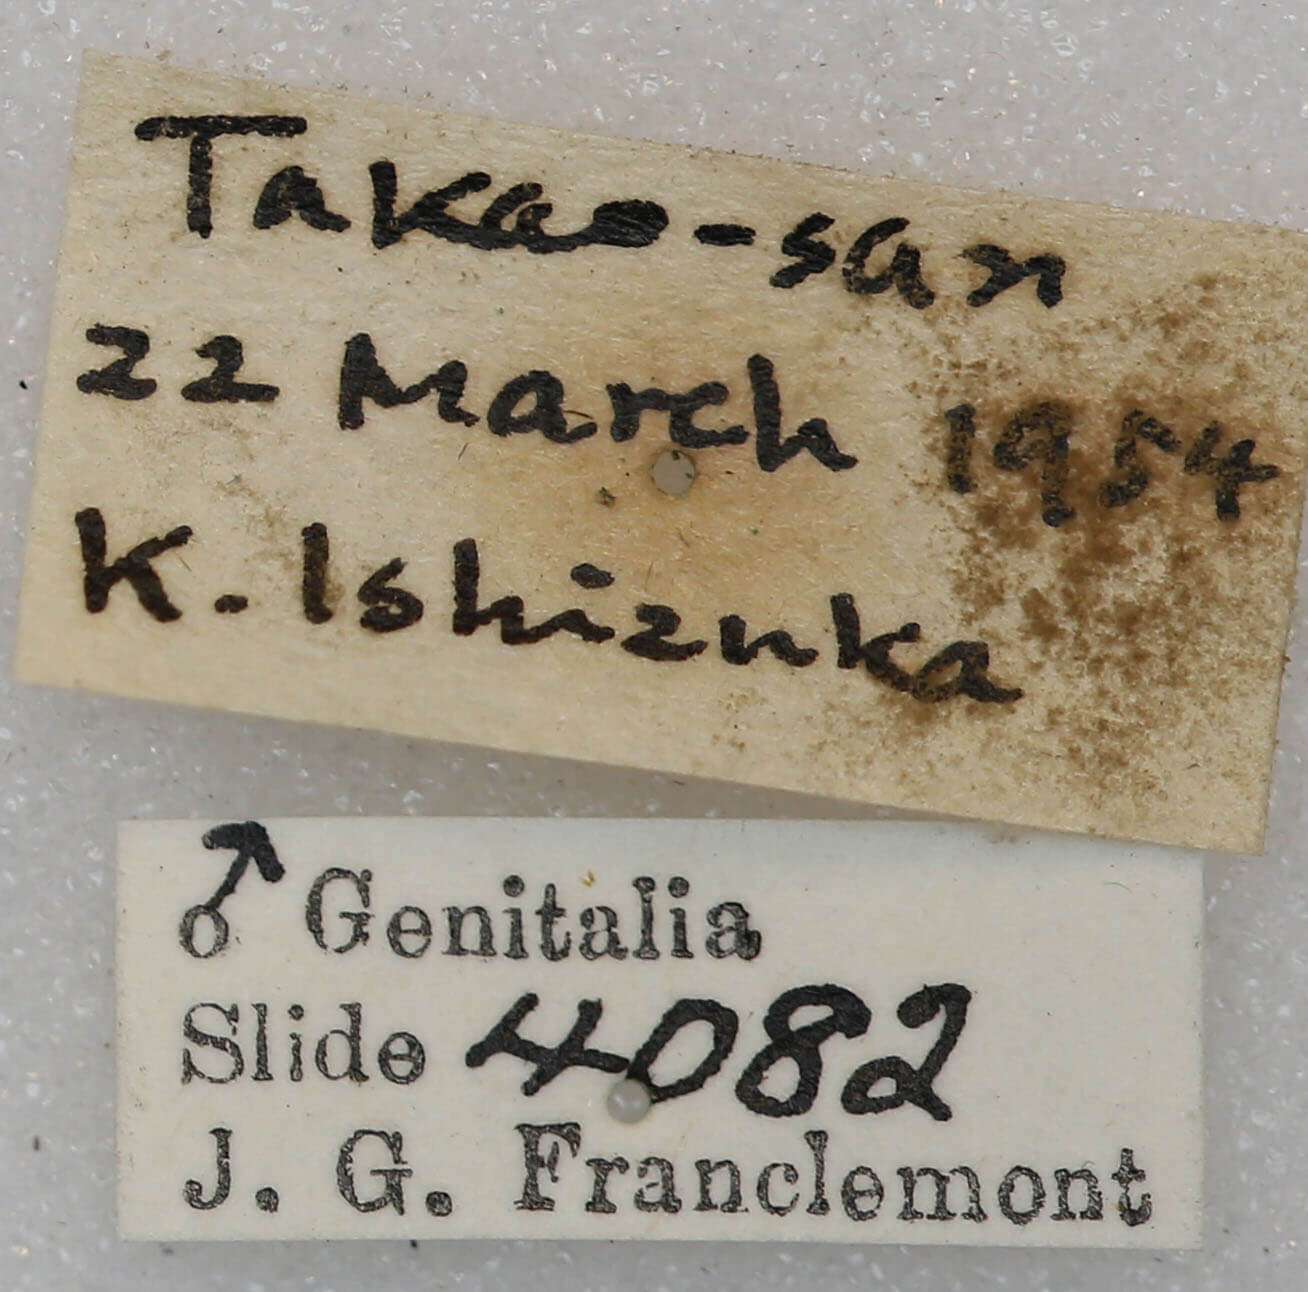 Takao-san
22 March 1954
K. Ishizuka
♂ Genitalia
Slide 4082
J. G. Franclemont